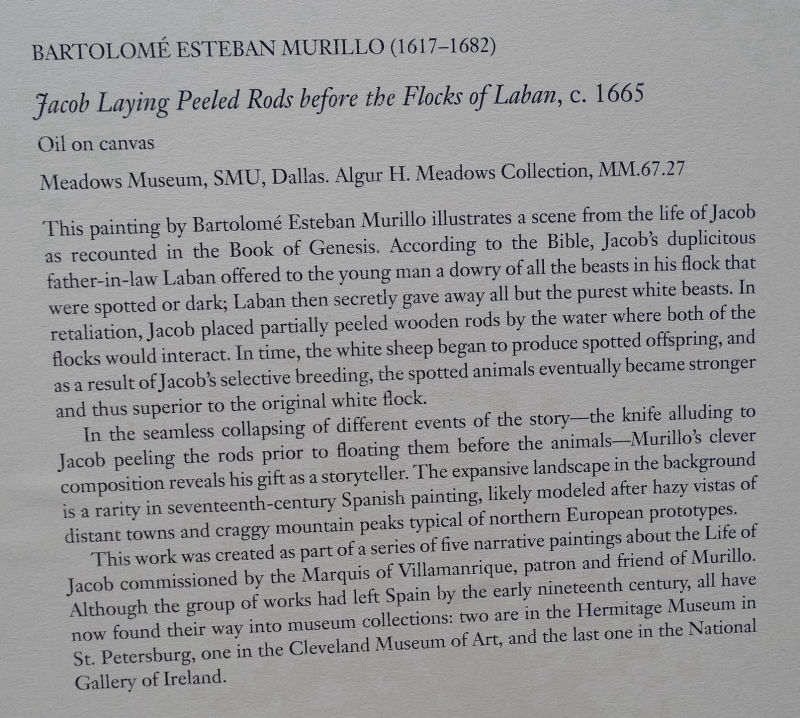 BARTOLOMÉ ESTEBAN MURILLO (1617–1682)
Jacob Laying Peeled Rods before the Flocks of Laban, c. 1665
Oil on canvas
Meadows Museum, SMU, Dallas. Algur H. Meadows Collection, MM.67.27
This painting by Bartolomé Esteban Murillo illustrates a scene from the life of Jacob
as recounted in the Book of Genesis. According to the Bible, Jacob's duplicitous
father-in-law Laban offered to the young man a dowry of all the beasts in his flock that
were spotted or dark; Laban then secretly gave away all but the purest white beasts. In
retaliation, Jacob placed partially peeled wooden rods by the water where both of the
flocks would interact. In time, the white sheep began to produce spotted offspring, and
as a result of Jacob's selective breeding, the spotted animals eventually became stronger
and thus superior to the original white flock.
In the seamless collapsing of different events of the story—the knife alluding to
Jacob peeling the rods prior to floating them before the animals—Murillo's clever
composition reveals his gift as a storyteller. The expansive landscape in the background
is a rarity in seventeenth-century Spanish painting, likely modeled after hazy vistas of
distant towns and craggy mountain peaks typical of northern European prototypes.
This work was created as part of a series of five narrative paintings about the Life of
Jacob commissioned by the Marquis of Villamanrique, patron and friend of Murillo.
Although the group of works had left Spain by the early nineteenth century, all have
now found their way into museum collections: two are in the Hermitage Museum in
St. Petersburg, one in the Cleveland Museum of Art, and the last one in the National
Gallery of Ireland.